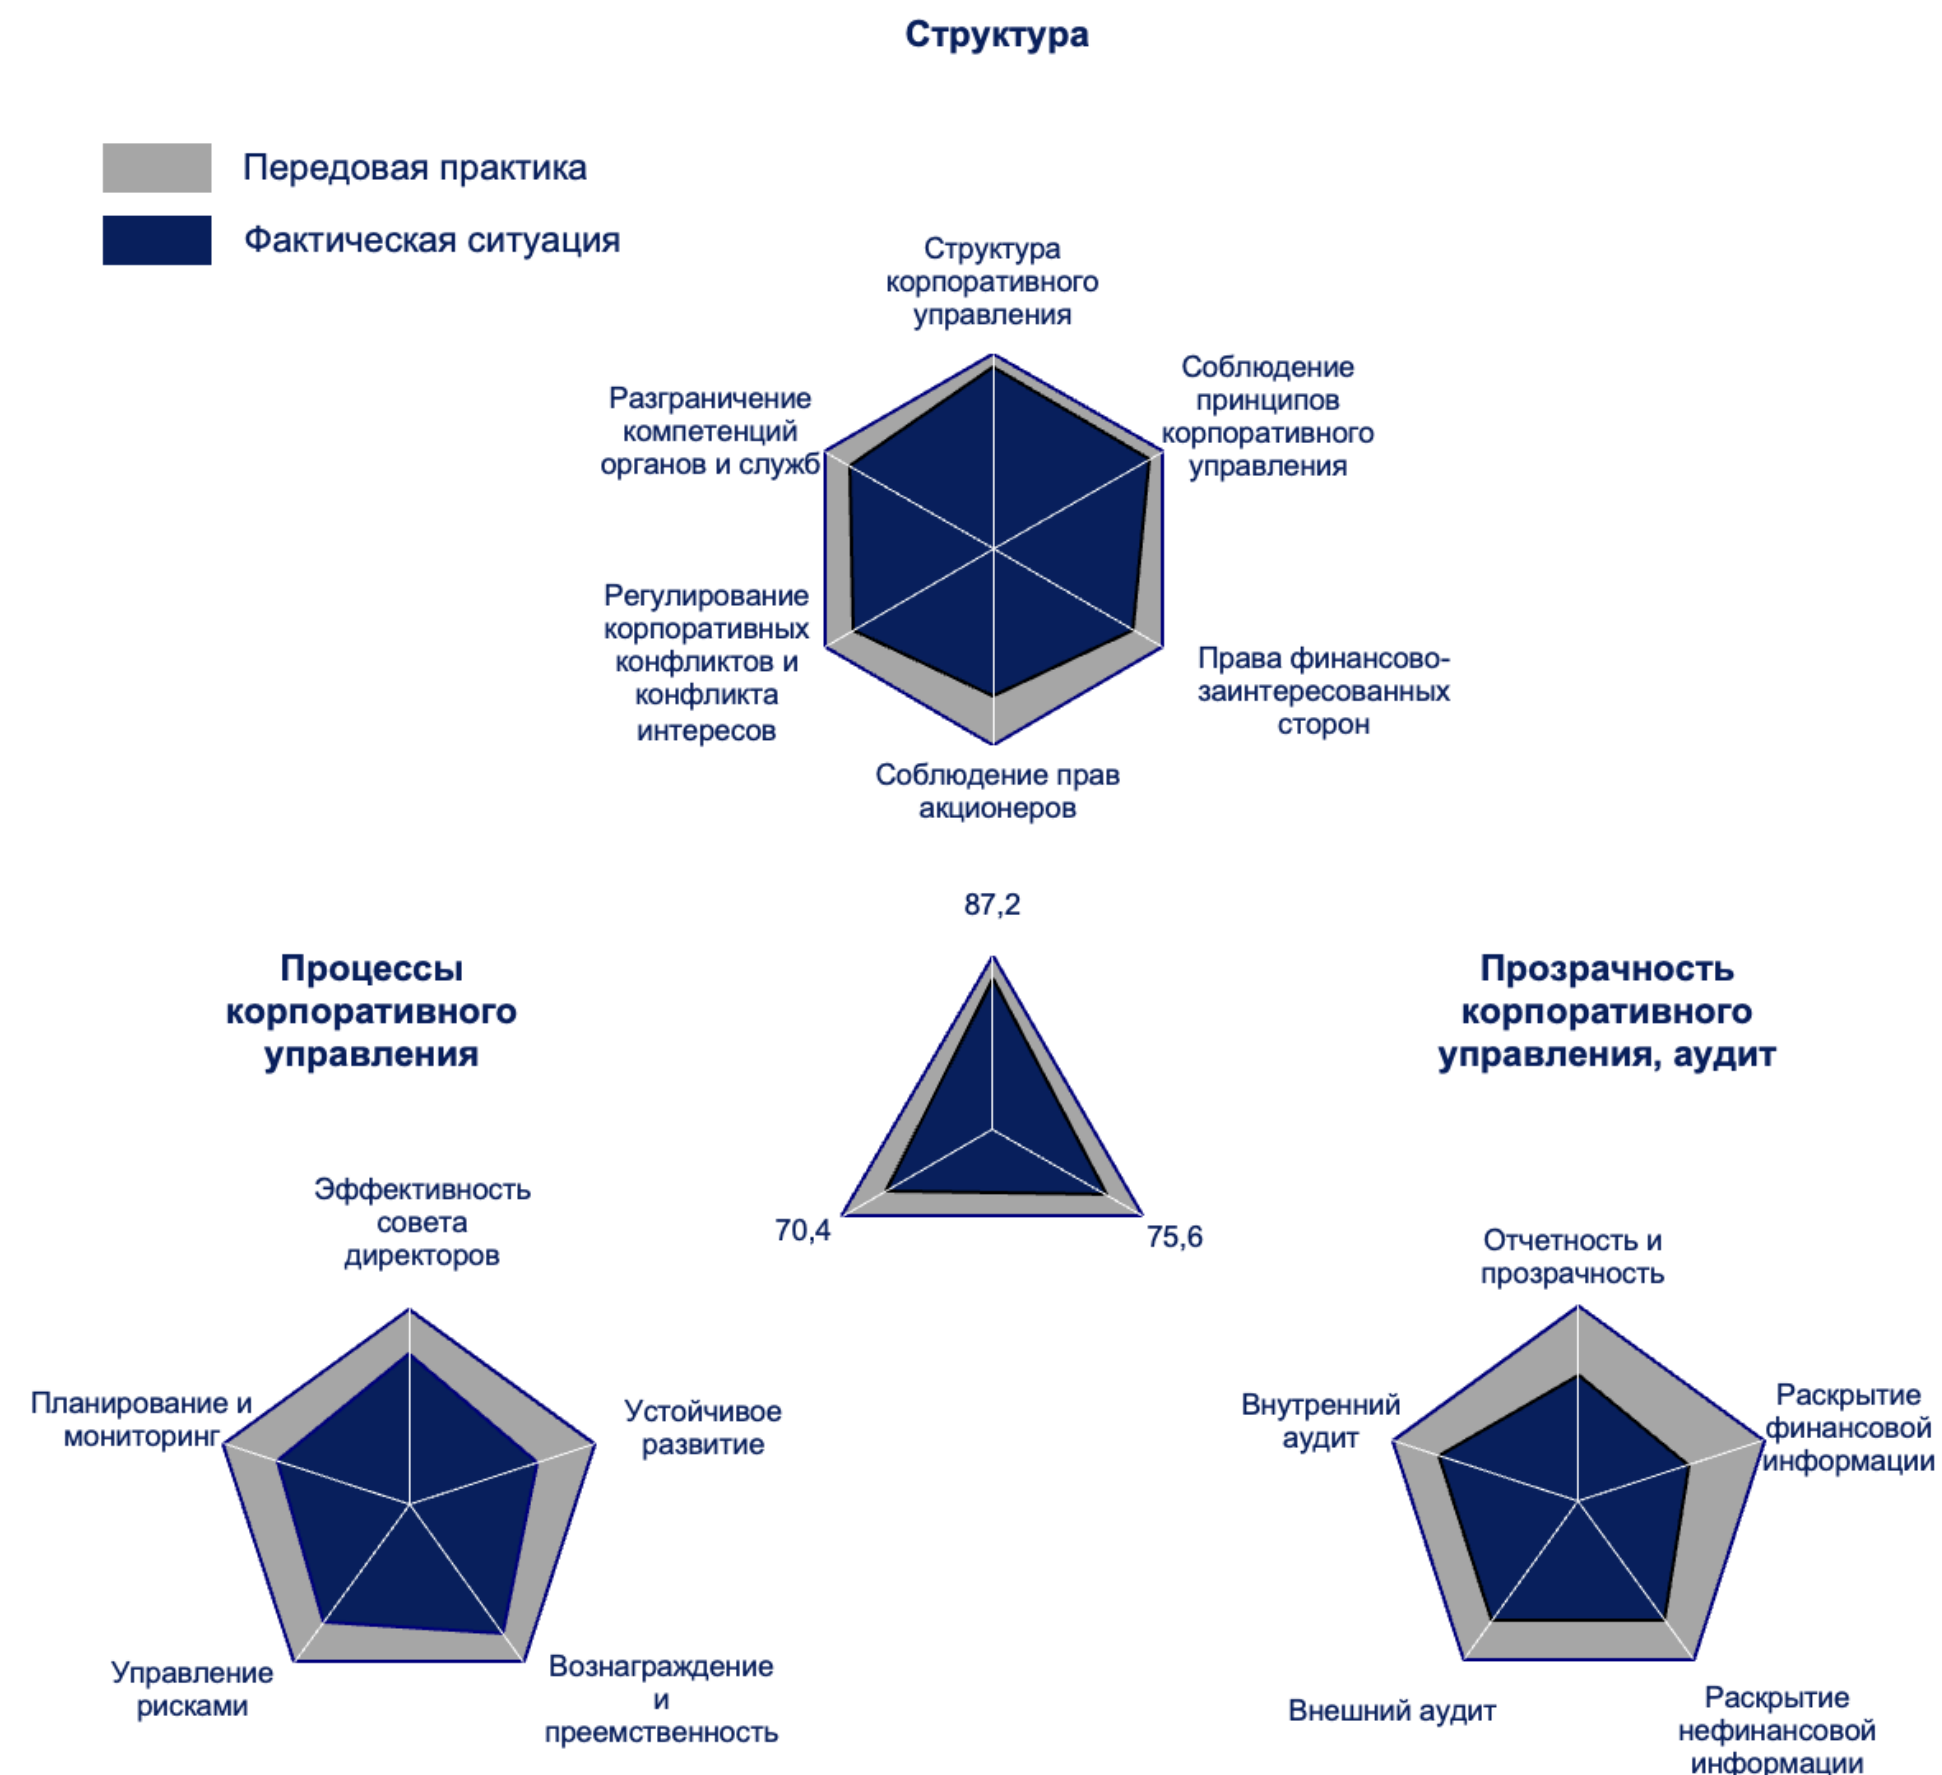 Структура
Передовая практика
Фактическая ситуация
Структура
корпоративного
управления
Соблюдение
принципов
корпоративного
управления
Разграничение
компетенций
органов и служб
Регулирование
корпоративных
конфликтов и
конфликта
интересов
Права финансово-
заинтересованных
сторон
Соблюдение прав
акционеров
87,2
70,4
75,6
Процессы
корпоративного
управления
Эффективность
совета
директоров
Планирование и
мониторинг
Устойчивое
развитие
Управление
рисками
Вознаграждение
и
преемственность
Прозрачность
корпоративного
управления, аудит
Отчетность и
прозрачность
Внутренний
аудит
Раскрытие
финансовой
информации
Внешний аудит
Раскрытие
нефинансовой
информации